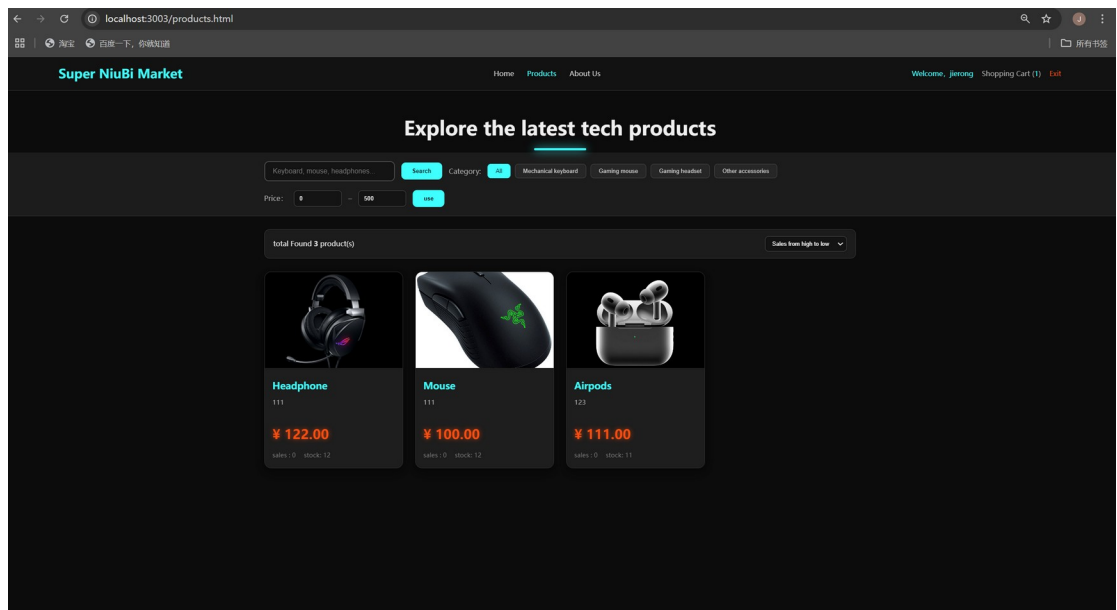 localhost:3003/products.html
J
淘宝 百度一下，你就知道 所有书签
Super NiuBi Market Home Products About Us Welcome, jierong Shopping Cart (1) Exit
Explore the latest tech products
Keyboard, mouse, headphones... Search Category: All Mechanical keyboard Gaming mouse Gaming headset Other accessories
Price: 0 – 500 use
total Found 3 product(s) Sales from high to low
Headphone
111
¥ 122.00
sales : 0 stock: 12
Mouse
111
¥ 100.00
sales : 0 stock: 12
Airpods
123
¥ 111.00
sales : 0 stock: 11